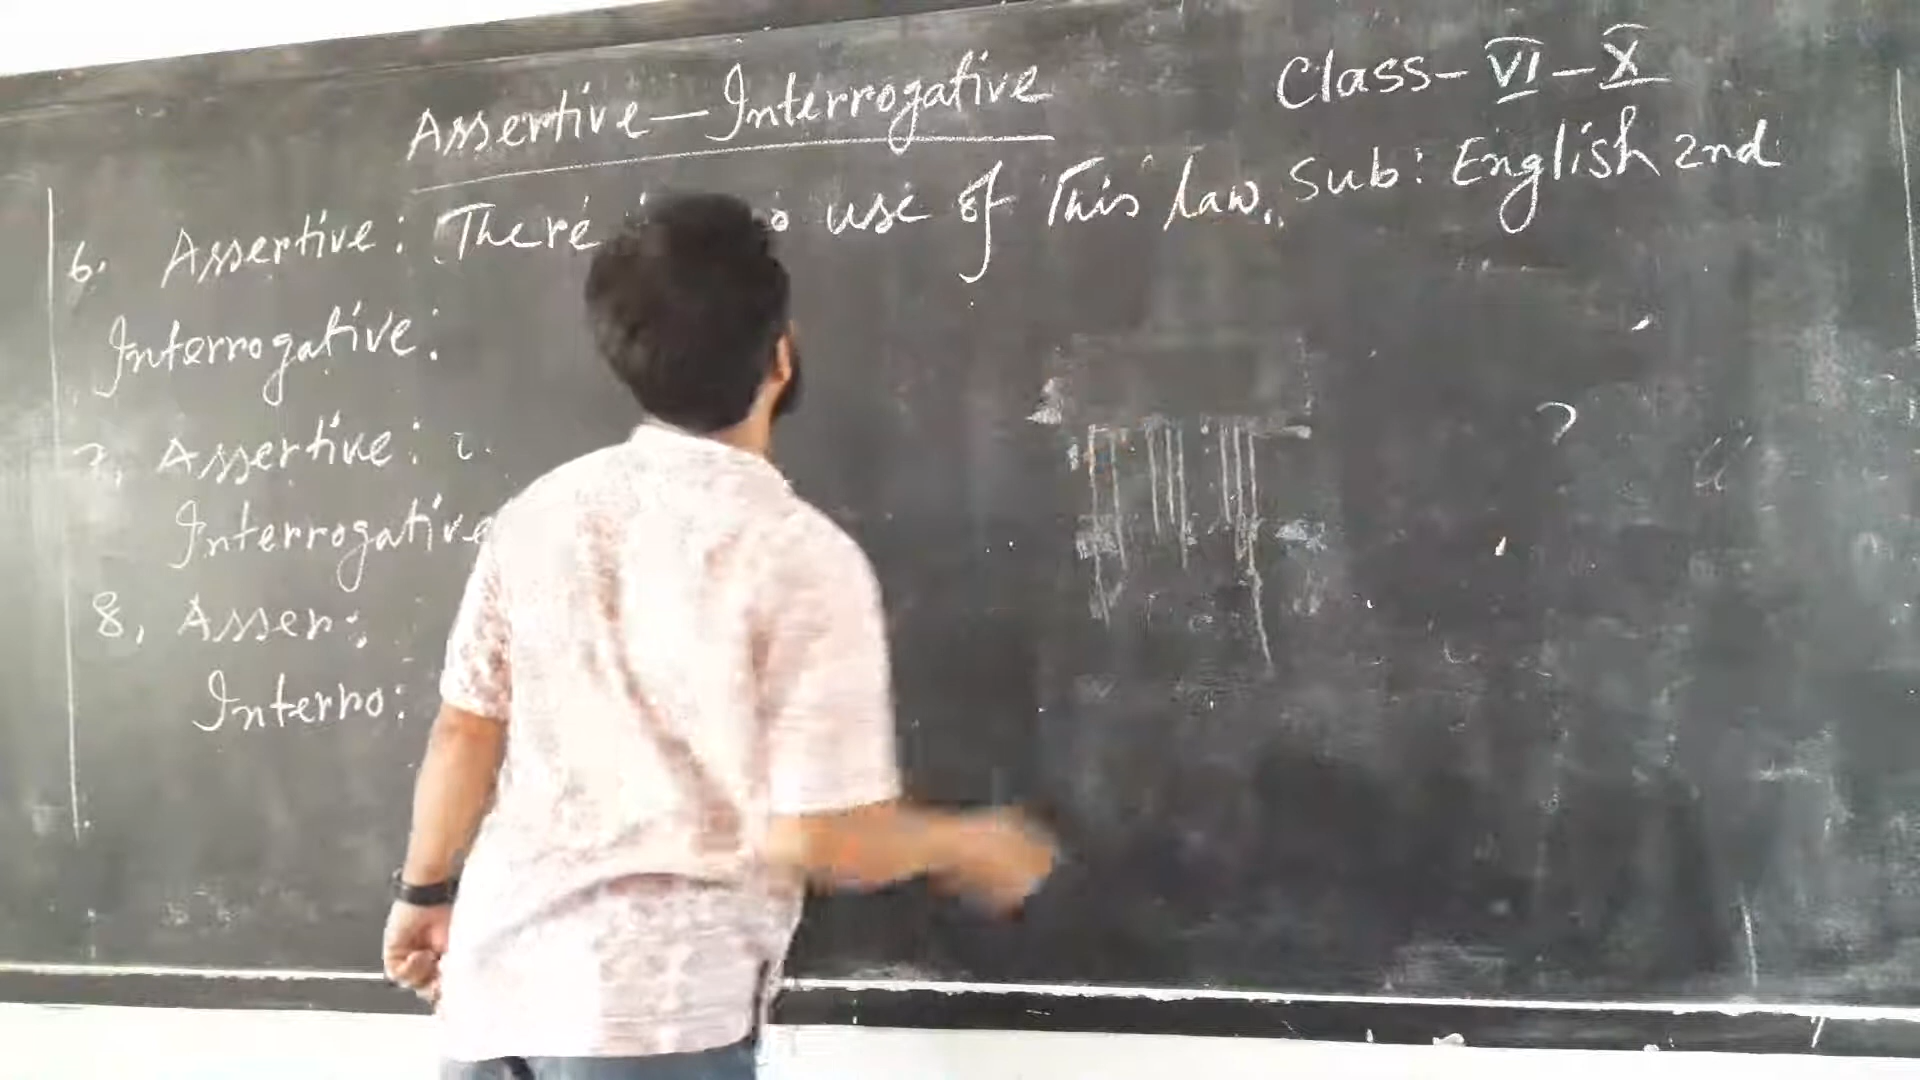 Assertive—Interrogative
Class-VI-X
Sub: English 2nd
6. Assertive: There use of This law.
Interrogative:
7. Assertive:
Interrogative
8, Asser:
Interro: